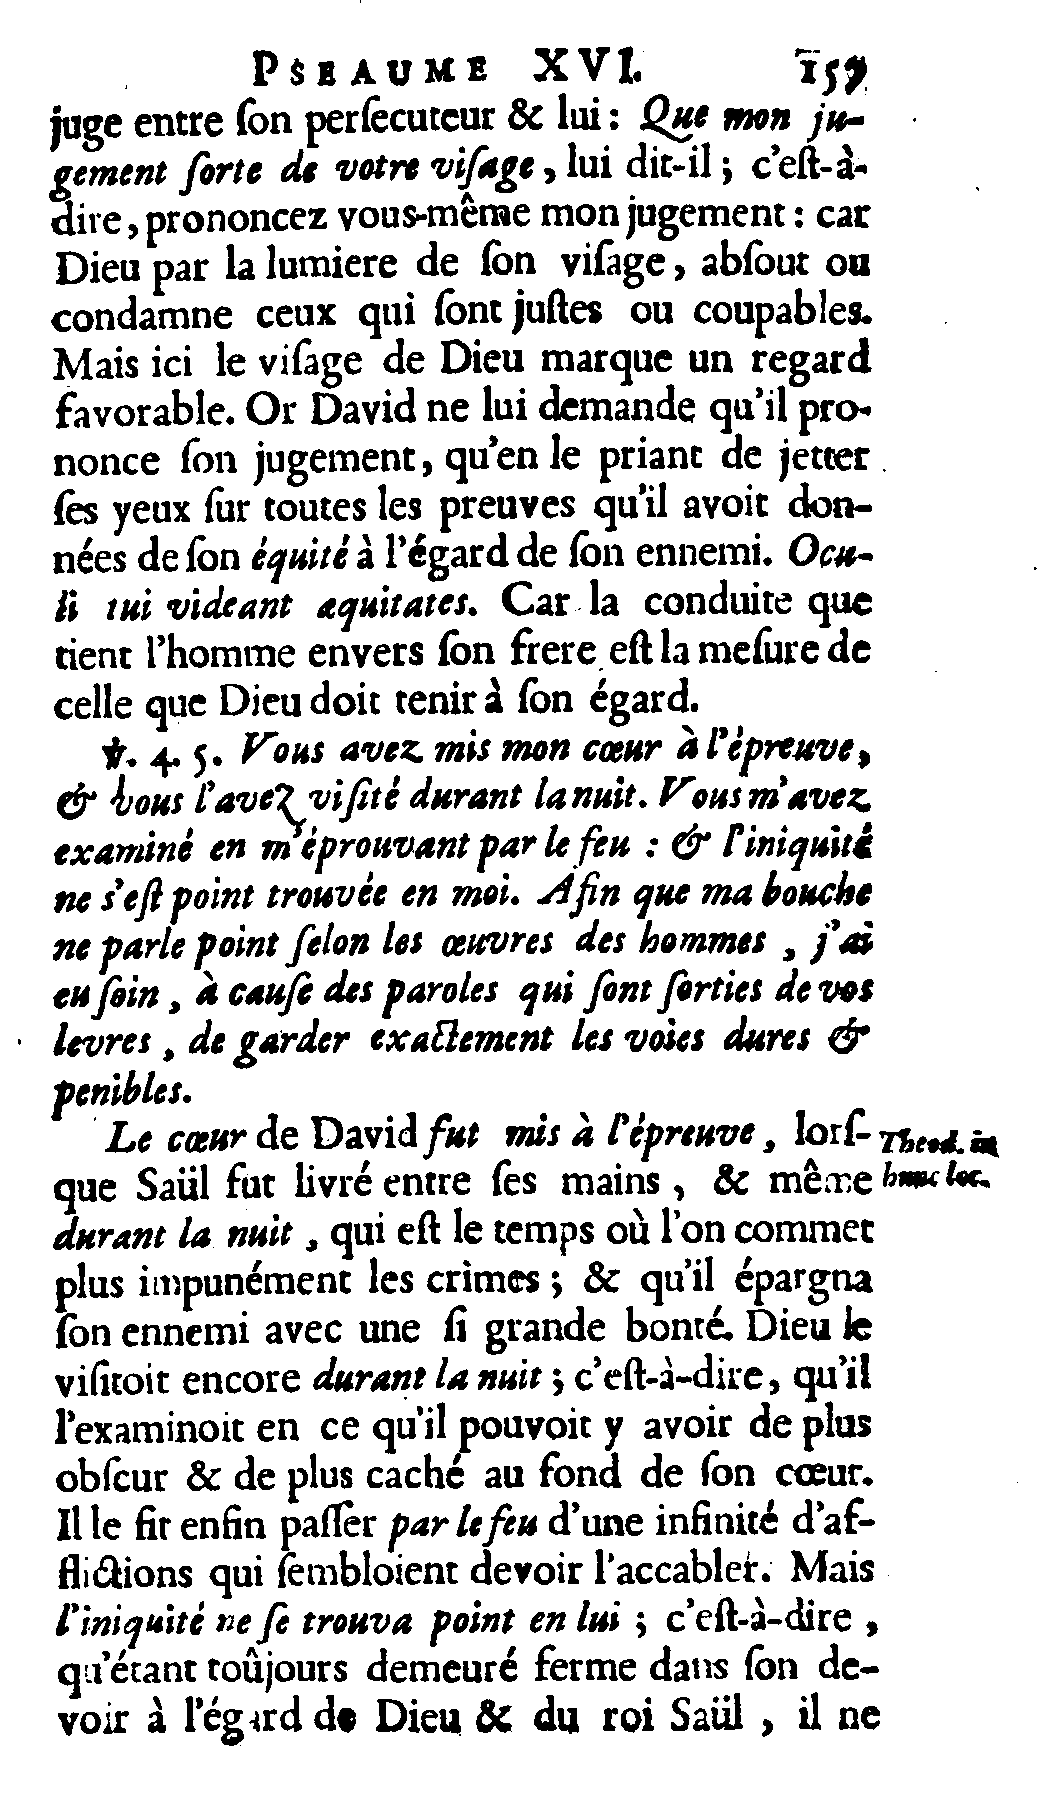 PSEAUME XVI. 159
juge entre ſon perſecuteur & lui : Que mon ju-
gement ſorte de votre viſage, lui dit-il ; c'eſt-à-
dire, prononcez vous-même mon jugement : car
Dieu par la lumiere de ſon viſage, abſout ou
condamne ceux qui ſont juſtes ou coupables.
Mais ici le viſage de Dieu marque un regard
favorable. Or David ne lui demande qu'il pro-
nonce ſon jugement, qu'en le priant de jetter
ſes yeux ſur toutes les preuves qu'il avoit don-
nées de ſon équité à l'égard de ſon ennemi. Ocu-
li tui videant æquitates. Car la conduite que
tient l'homme envers ſon frere eſt la meſure de
celle que Dieu doit tenir à ſon égard.
℣. 4. 5. Vous avez mis mon cœur à l'épreuve,
& vous l'avez viſité durant la nuit. Vous m'avez
examiné en m'éprouvant par le feu : & l'iniquité
ne s'eſt point trouvée en moi. Afin que ma bouche
ne parle point ſelon les œuvres des hommes, j'ai
eu ſoin, à cauſe des paroles qui ſont ſorties de vos
levres, de garder exactement les voies dures &
penibles.
Le cœur de David fut mis à l'épreuve, lorſ-
que Saül fut livré entre ſes mains, & même
durant la nuit, qui eſt le temps où l'on commet
plus impunément les crimes ; & qu'il épargna
ſon ennemi avec une ſi grande bonté. Dieu le
viſitoit encore durant la nuit ; c'eſt-à-dire, qu'il
l'examinoit en ce qu'il pouvoit y avoir de plus
obſcur & de plus caché au fond de ſon cœur.
Il le fit enfin paſſer par le feu d'une infinité d'af-
flictions qui ſembloient devoir l'accabler. Mais
l'iniquité ne ſe trouva point en lui ; c'eſt-à-dire,
qu'étant toûjours demeuré ferme dans ſon de-
voir à l'égard de Dieu & du roi Saül, il ne
Theod. in
hunc loc.